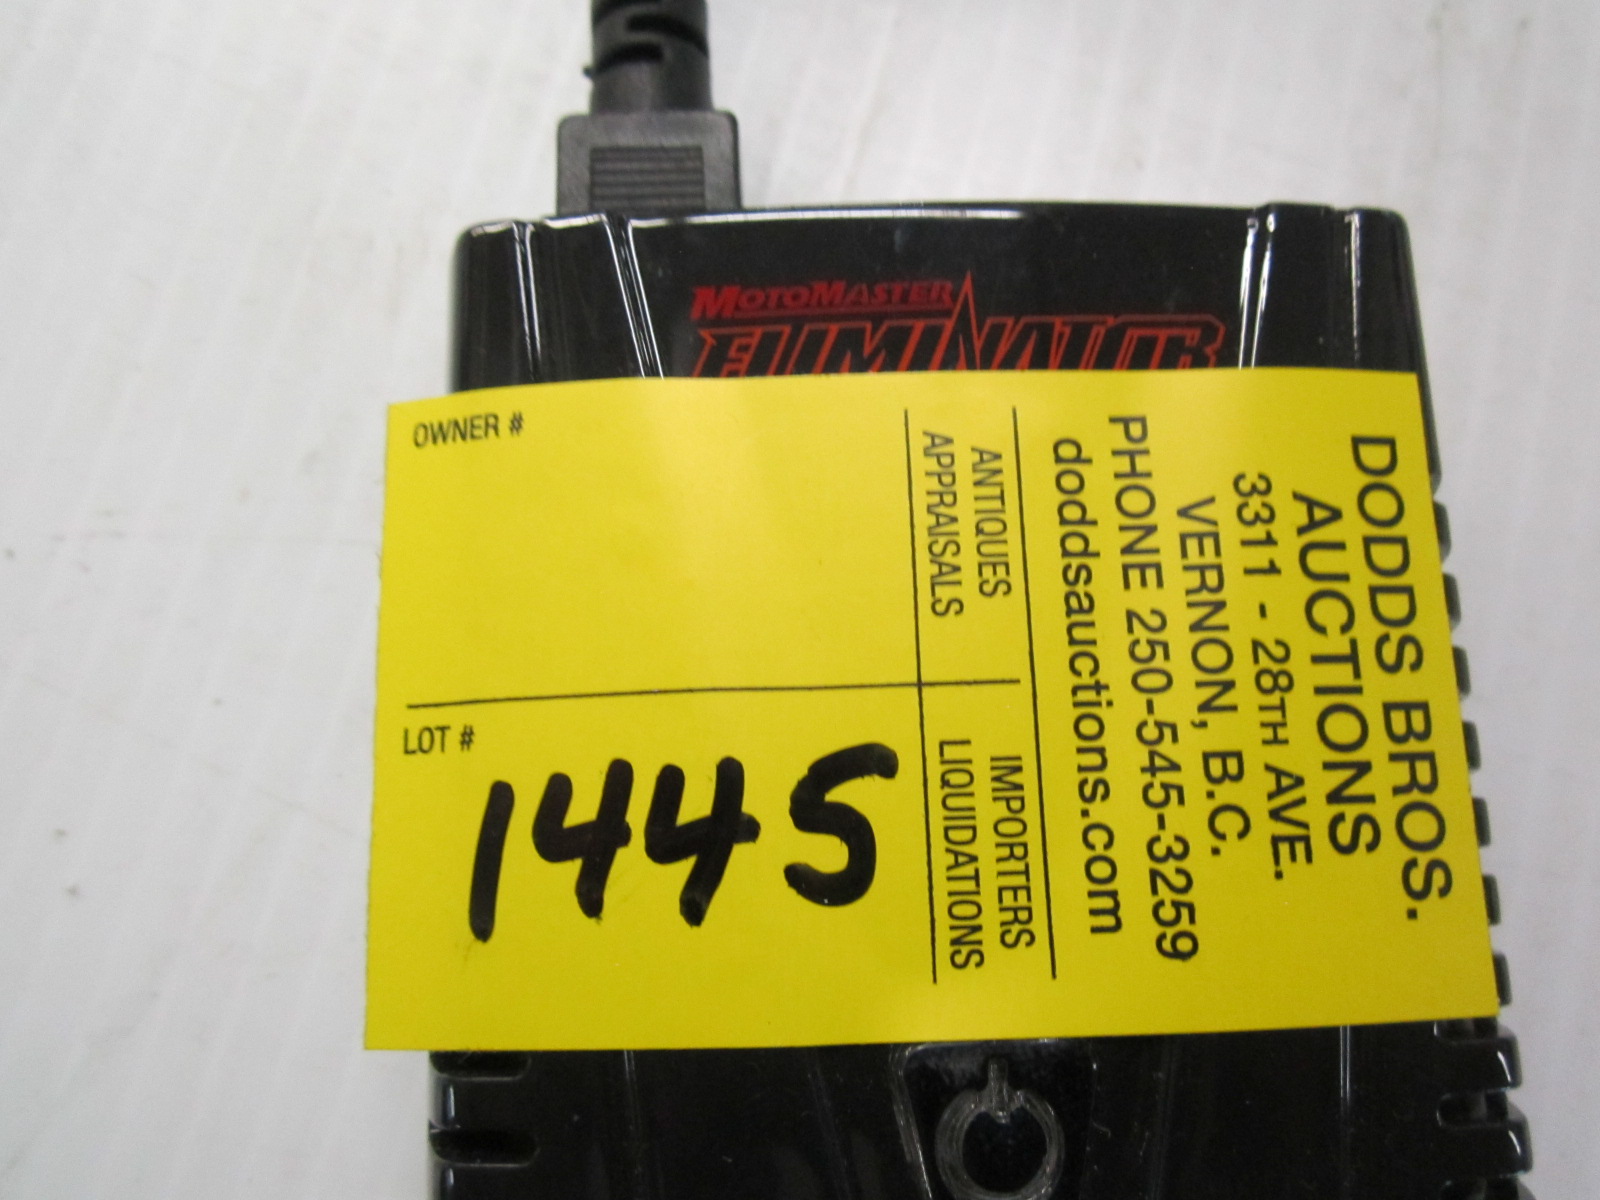 MOTOMASTER
ELIMINATOR
OWNER #
LOT #
1445
DODDS BROS.
AUCTIONS
3311 - 28TH AVE.
VERNON, B.C.
PHONE 250-545-3259
doddsauctions.com
ANTIQUES IMPORTERS
APPRAISALS LIQUIDATIONS